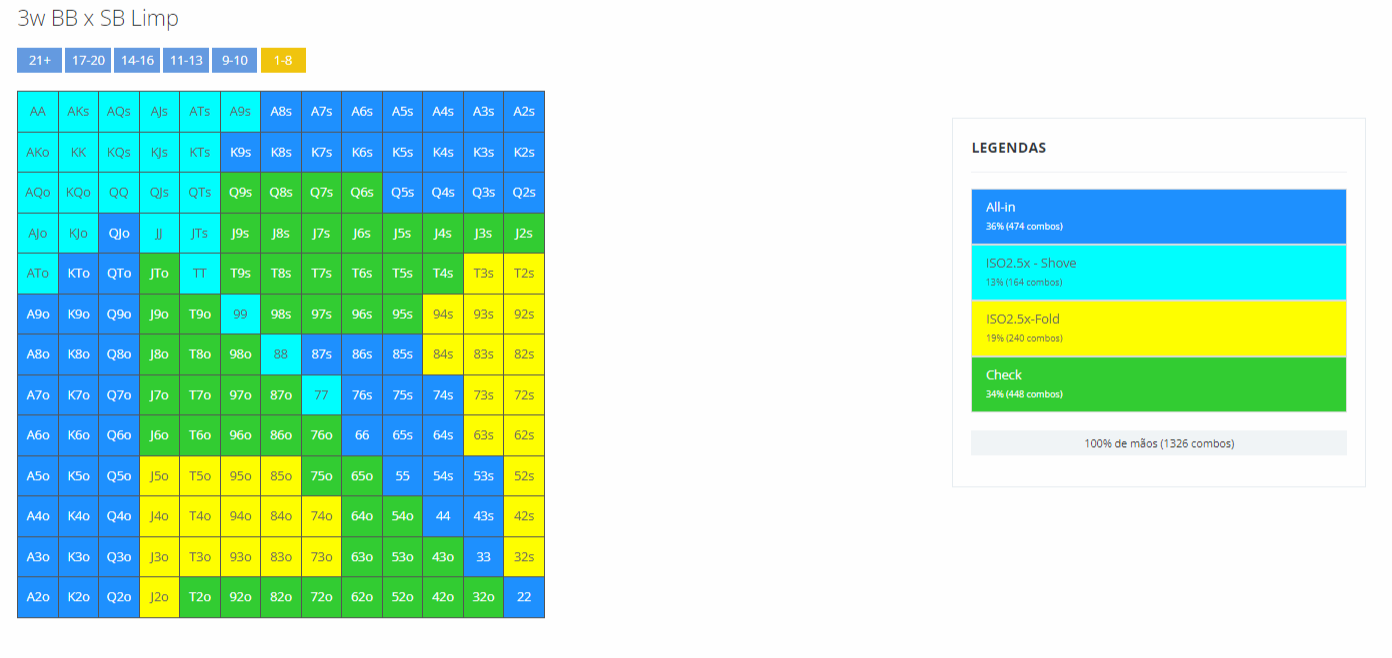 3w BB x SB Limp
21+ 17-20 14-16 11-13 9-10 1-8
AA AKs AQs AJs ATs A9s A8s A7s A6s A5s A4s A3s A2s
AKo KK KQs KJs KTs K9s K8s K7s K6s K5s K4s K3s K2s
AQo KQo QQ QJs QTs Q9s Q8s Q7s Q6s Q5s Q4s Q3s Q2s
AJo KJo QJo JJ JTs J9s J8s J7s J6s J5s J4s J3s J2s
ATo KTo QTo JTo TT T9s T8s T7s T6s T5s T4s T3s T2s
A9o K9o Q9o J9o T9o 99 98s 97s 96s 95s 94s 93s 92s
A8o K8o Q8o J8o T8o 98o 88 87s 86s 85s 84s 83s 82s
A7o K7o Q7o J7o T7o 97o 87o 77 76s 75s 74s 73s 72s
A6o K6o Q6o J6o T6o 96o 86o 76o 66 65s 64s 63s 62s
A5o K5o Q5o J5o T5o 95o 85o 75o 65o 55 54s 53s 52s
A4o K4o Q4o J4o T4o 94o 84o 74o 64o 54o 44 43s 42s
A3o K3o Q3o J3o T3o 93o 83o 73o 63o 53o 43o 33 32s
A2o K2o Q2o J2o T2o 92o 82o 72o 62o 52o 42o 32o 22
LEGENDAS
All-in
36% (474 combos)
ISO2.5x - Shove
13% (164 combos)
ISO2.5x-Fold
19% (240 combos)
Check
34% (448 combos)
100% de mãos (1326 combos)